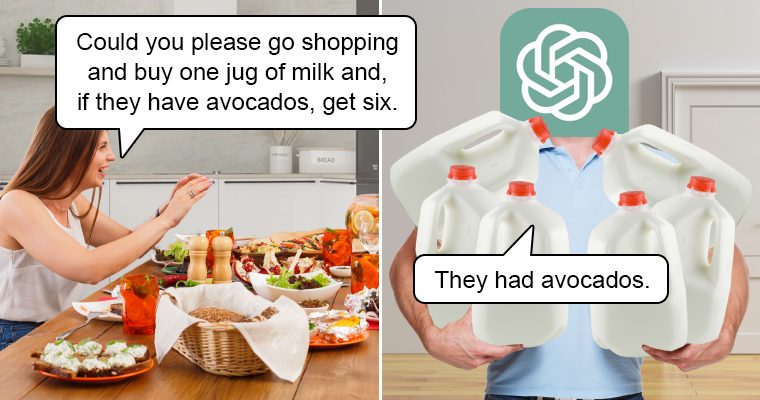 Could you please go shopping
and buy one jug of milk and,
if they have avocados, get six.
BREAD
They had avocados.